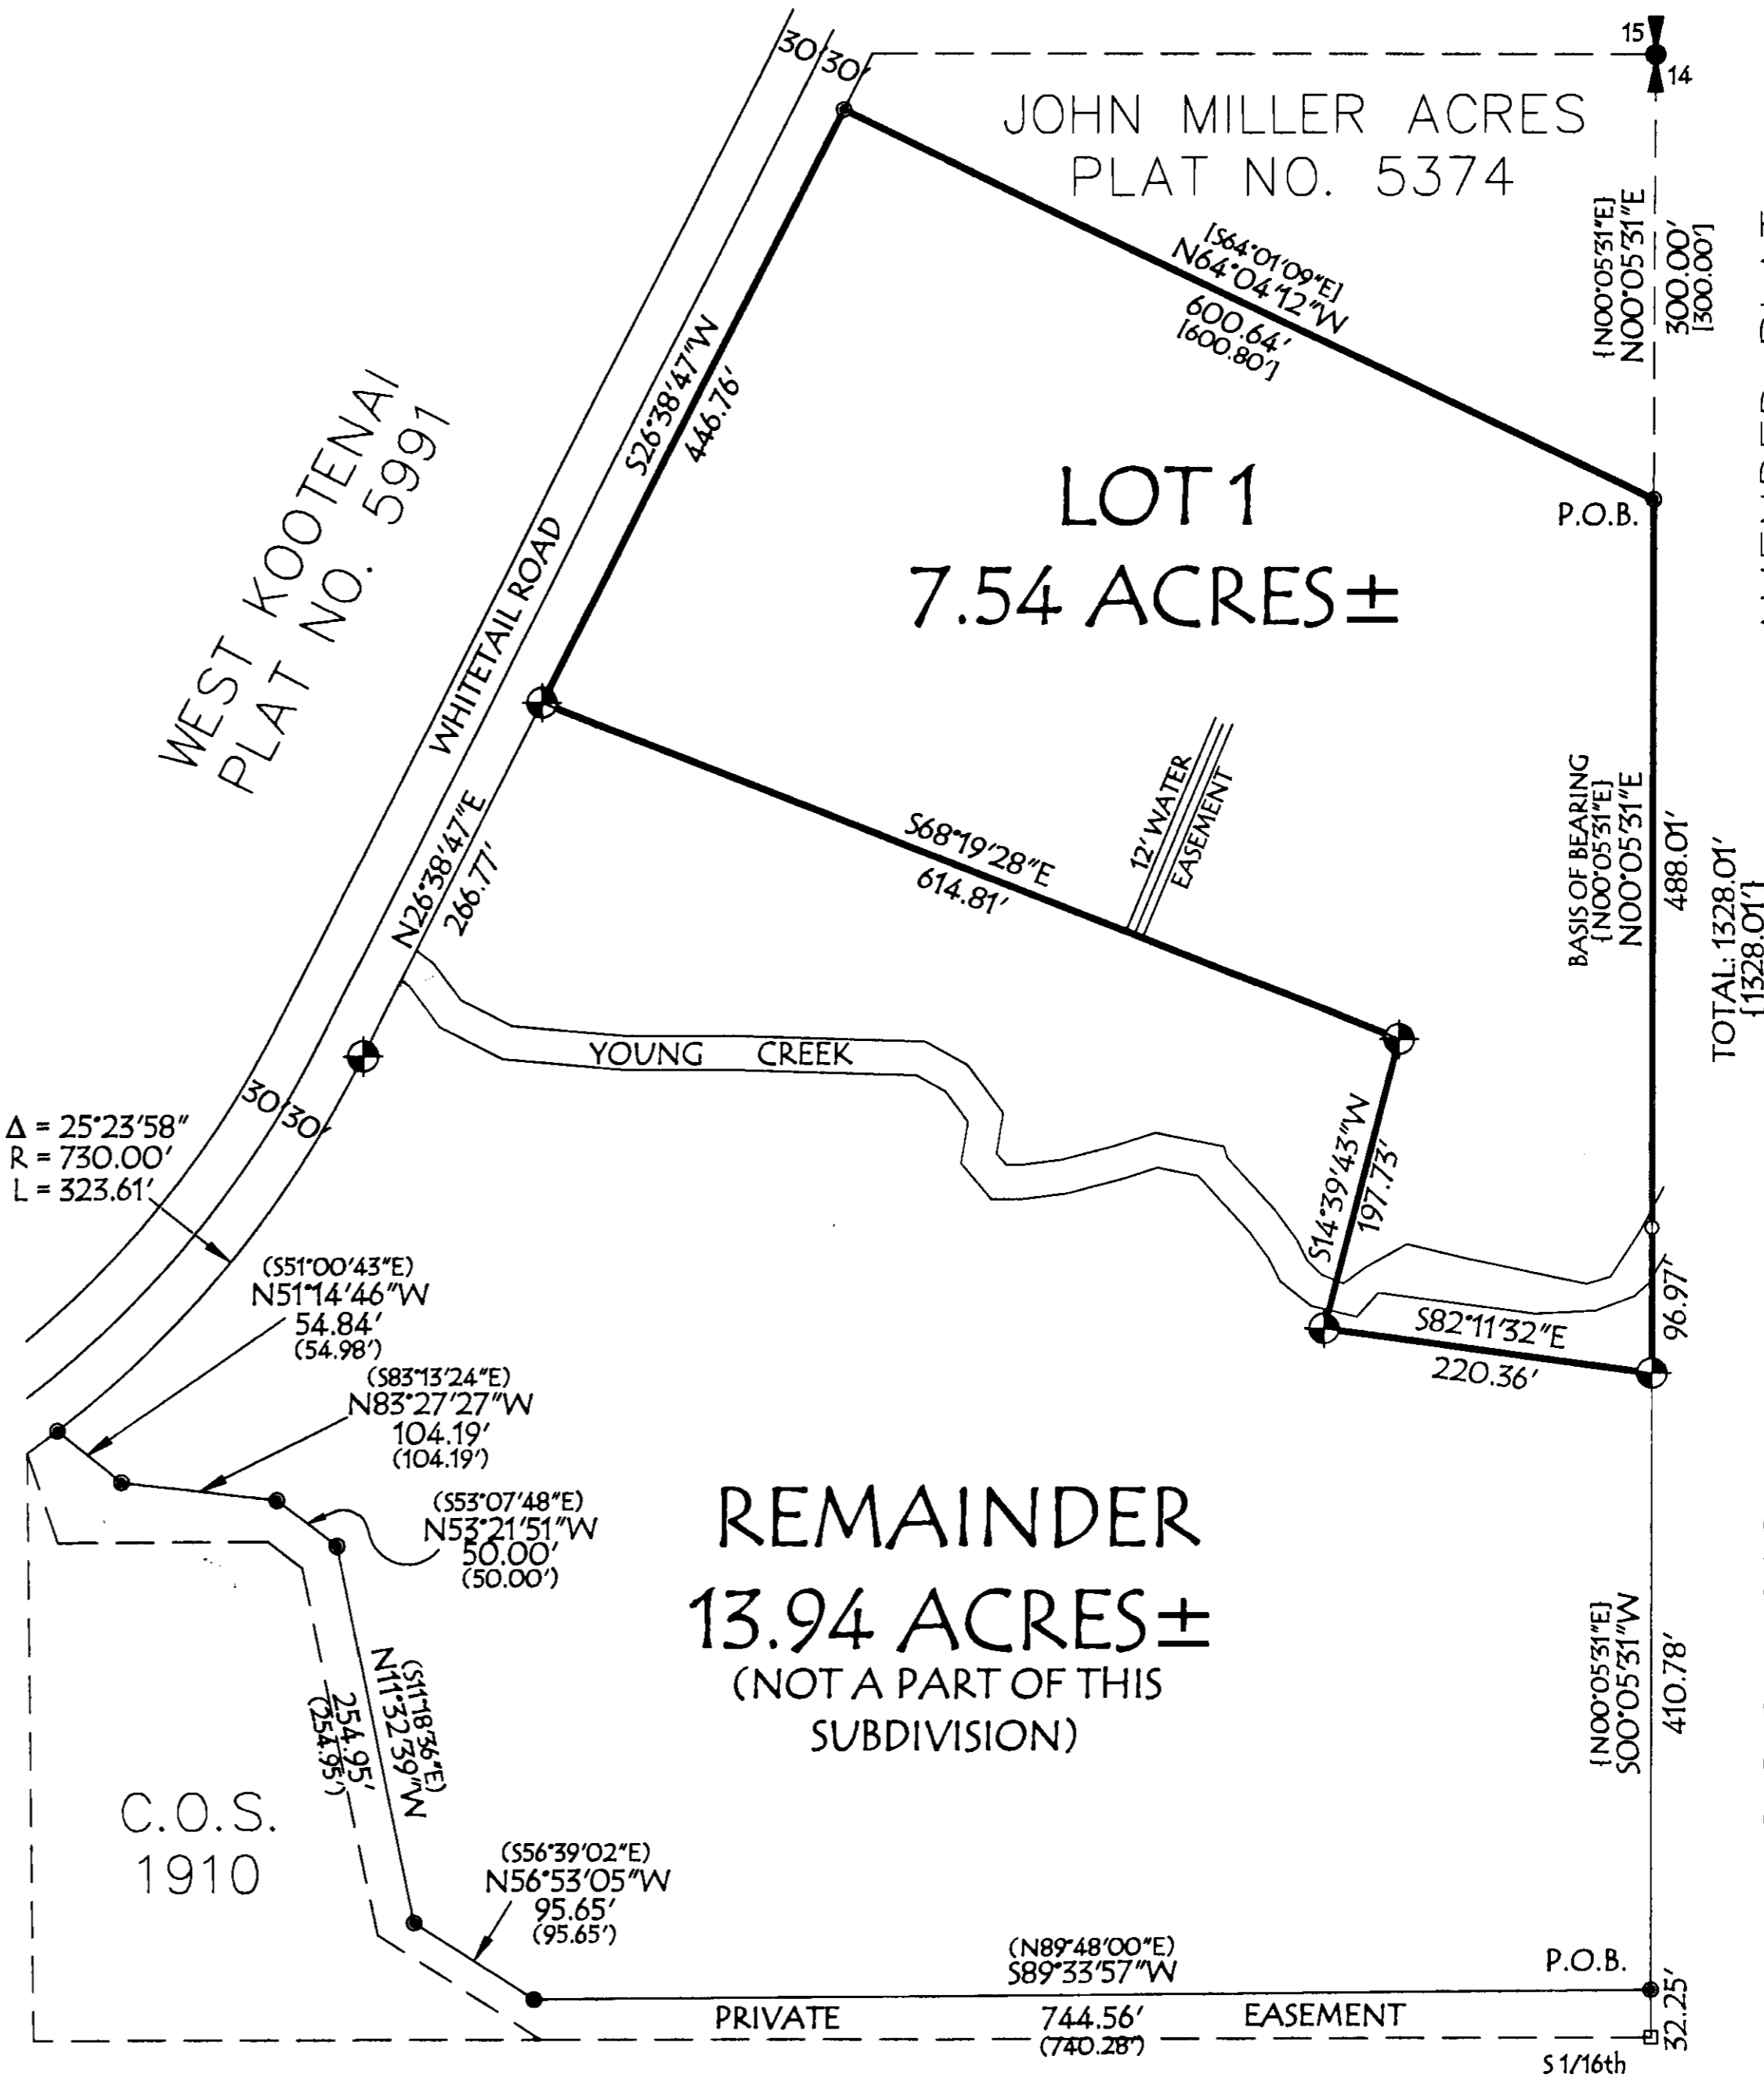 30' 30'
15
14
JOHN MILLER ACRES
PLAT NO. 5374
{N00°05'31"E}
N00°05'31"E
300.00'
[300.00']
[S64°01'09"E]
N64°04'12"W
600.64'
[600.80']
S26°38'47"W
446.76'
WEST KOOTENAI
PLAT NO. 5991
WHITETAIL ROAD
LOT 1
7.54 ACRES±
P.O.B.
12' WATER
EASEMENT
BASIS OF BEARING
{N00°05'31"E}
N00°05'31"E
488.01'
TOTAL: 1328.01'
{1328.01'}
S68°19'28"E
614.81'
N26°38'47"E
266.77'
YOUNG CREEK
30' 30'
Δ = 25°23'58"
R = 730.00'
L = 323.61'
S14°39'43"W
197.73'
S82°11'32"E
220.36'
96.97'
(S51°00'43"E)
N51°14'46"W
54.84'
(54.98')
(S83°13'24"E)
N83°27'27"W
104.19'
(104.19')
(S53°07'48"E)
N53°21'51"W
50.00'
(50.00')
REMAINDER
13.94 ACRES±
(NOT A PART OF THIS
SUBDIVISION)
{N00°05'31"E}
S00°05'31"W
410.78'
(S11°18'36"E)
N11°32'39"W
254.95'
(254.95')
C.O.S.
1910
(S56°39'02"E)
N56°53'05"W
95.65'
(95.65')
(N89°48'00"E)
S89°33'57"W
P.O.B.
PRIVATE 744.56' EASEMENT
(740.28')
32.25'
S 1/16th